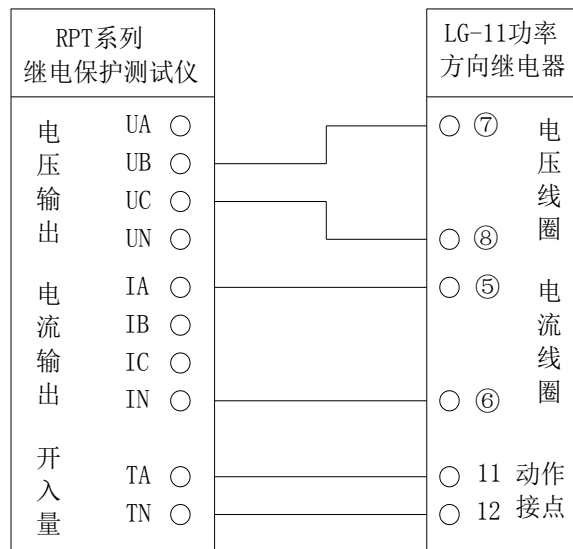 RPT系列
继电保护测试仪
LG-11功率
方向继电器
电压输出
UA
UB
UC
UN
电流输出
IA
IB
IC
IN
开入量
TA
TN
⑦
⑧
电压线圈
⑤
⑥
电流线圈
11 动作
12 接点